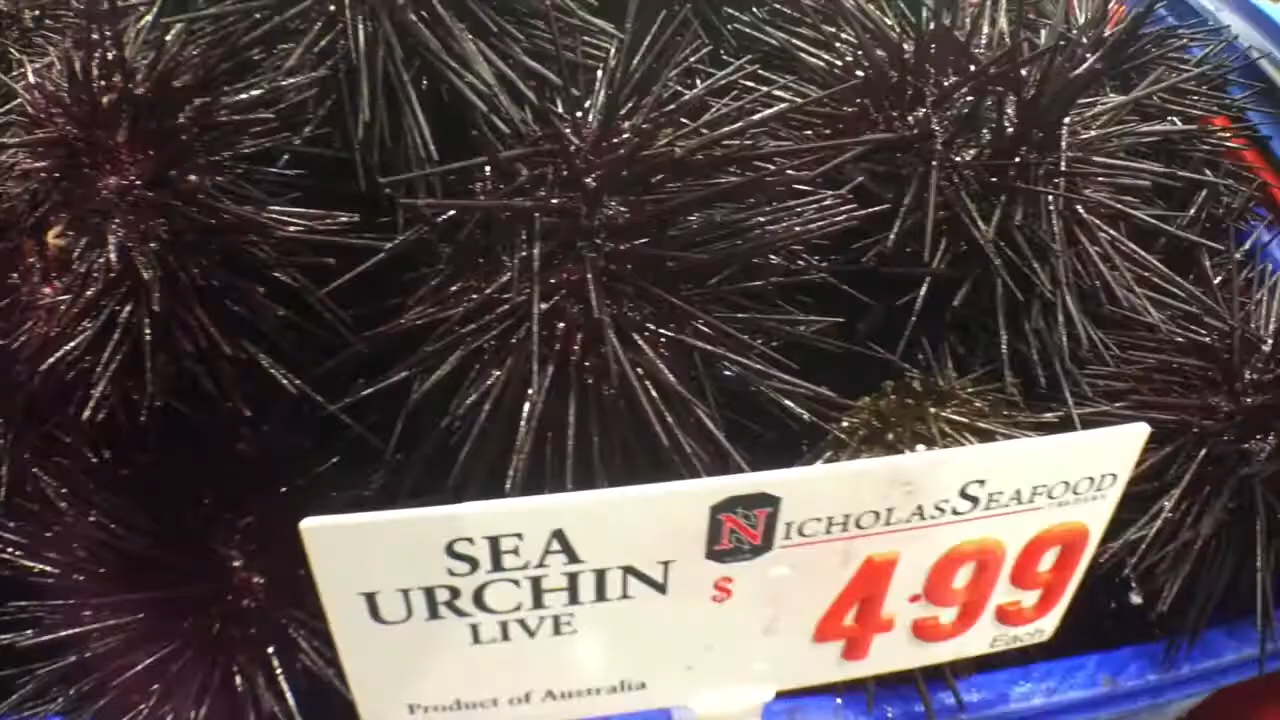 SEA
URCHIN
LIVE
Product of Australia
NICHOLAS SEAFOOD
$ 4.99
Each